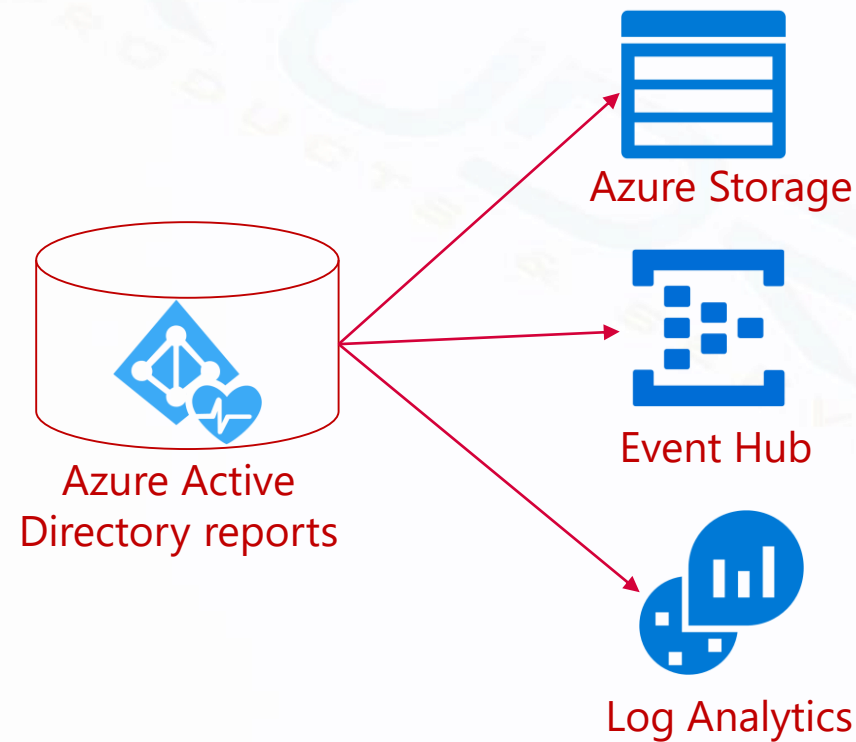 Azure Storage
Event Hub
Azure Active
Directory reports
Log Analytics